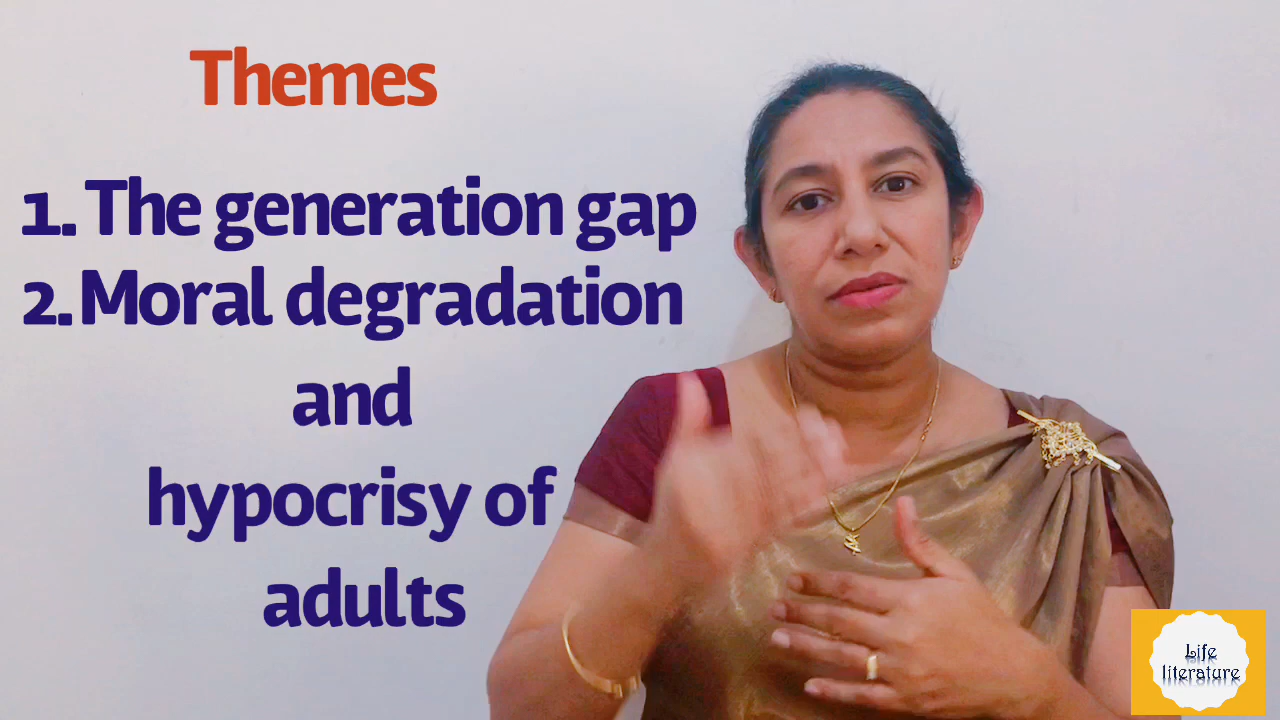 Themes
1. The generation gap
2. Moral degradation
and
hypocrisy of
adults
Life
literature